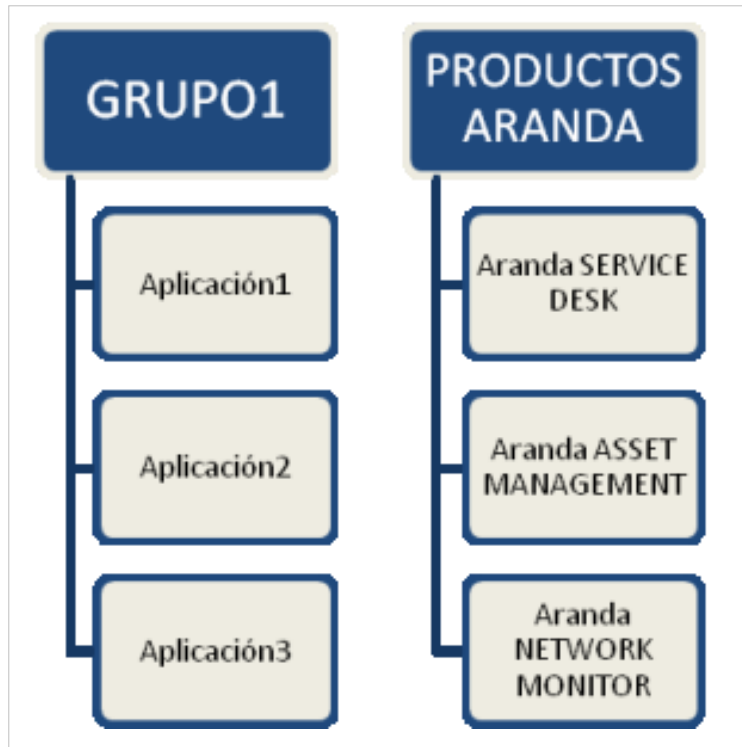 GRUPO1
Aplicación1
Aplicación2
Aplicación3
PRODUCTOS
ARANDA
Aranda SERVICE
DESK
Aranda ASSET
MANAGEMENT
Aranda
NETWORK
MONITOR